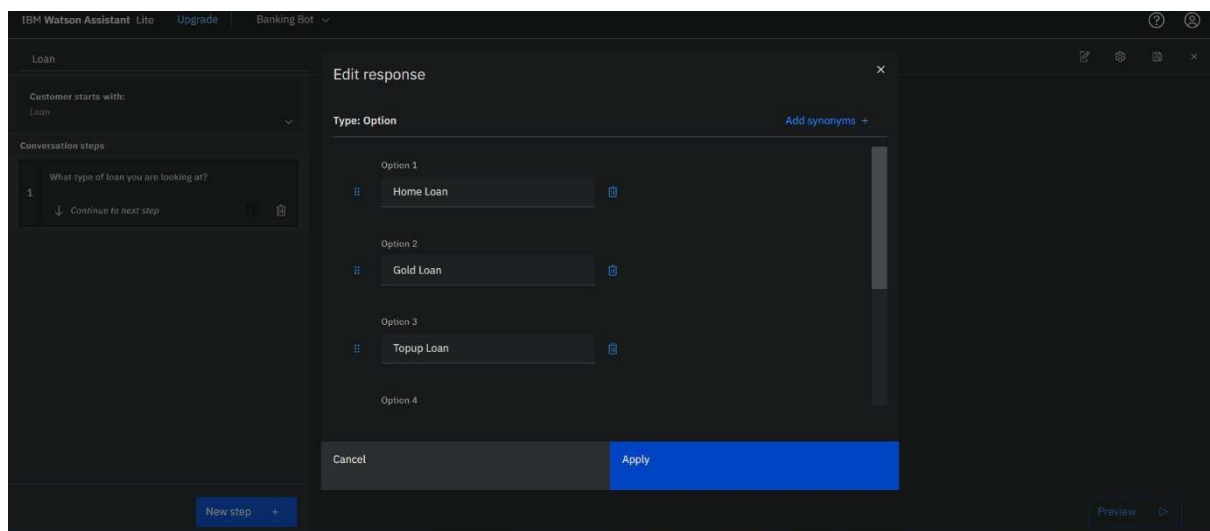 IBM Watson Assistant Lite Upgrade Banking Bot
Loan
Customer starts with:
Loan
Conversation steps
1 What type of loan you are looking at?
Continue to next step
New step +
Edit response
Type: Option Add synonyms +
Option 1
Home Loan
Option 2
Gold Loan
Option 3
Topup Loan
Option 4
Cancel Apply
Preview